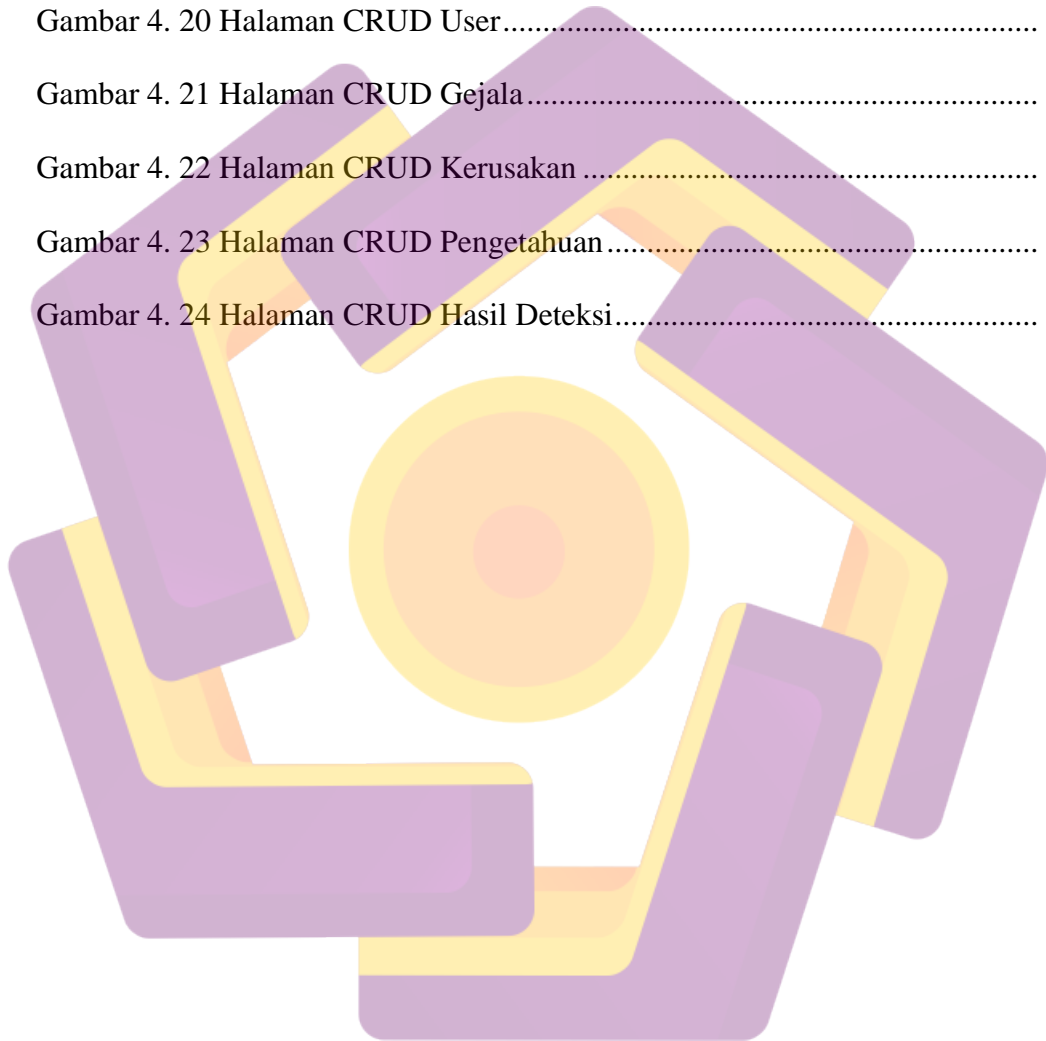 Gambar 4. 20 Halaman CRUD User.................................................................
Gambar 4. 21 Halaman CRUD Gejala..............................................................
Gambar 4. 22 Halaman CRUD Kerusakan .......................................................
Gambar 4. 23 Halaman CRUD Pengetahuan....................................................
Gambar 4. 24 Halaman CRUD Hasil Deteksi...................................................